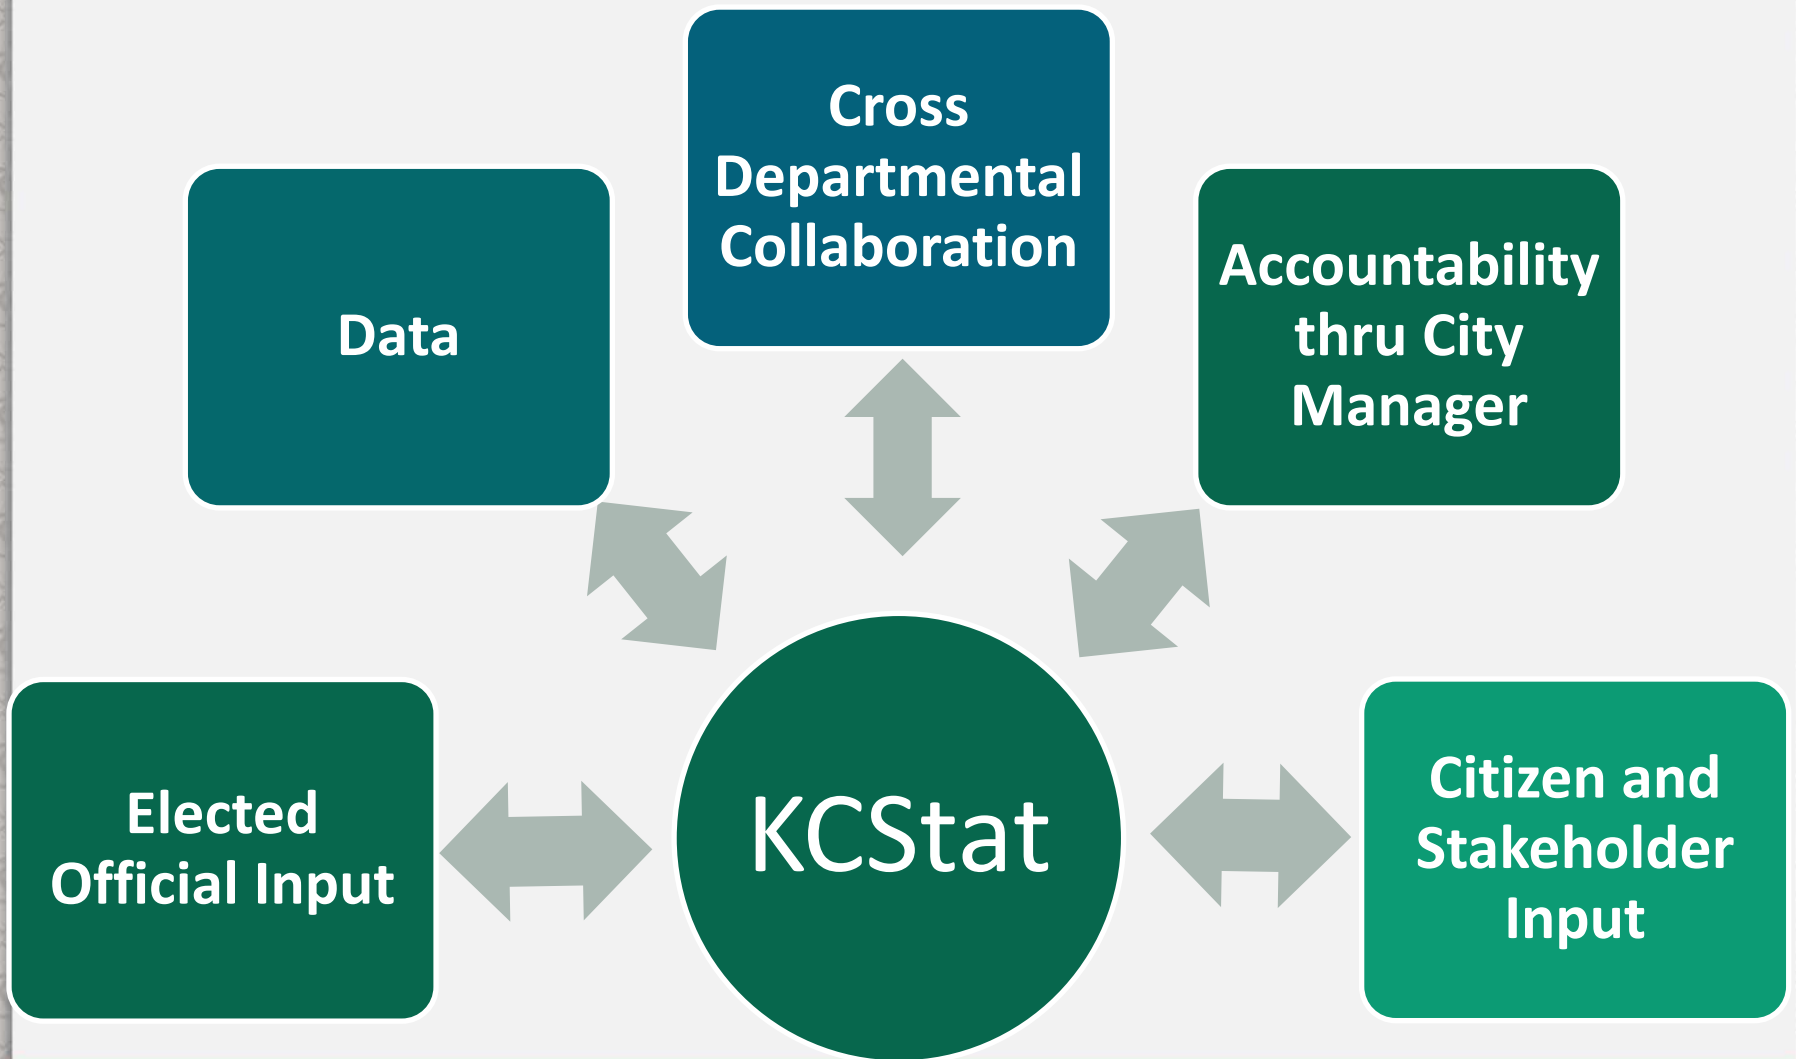 Cross
Departmental
Collaboration
Data
Accountability
thru City
Manager
Elected
Official Input
KCStat
Citizen and
Stakeholder
Input